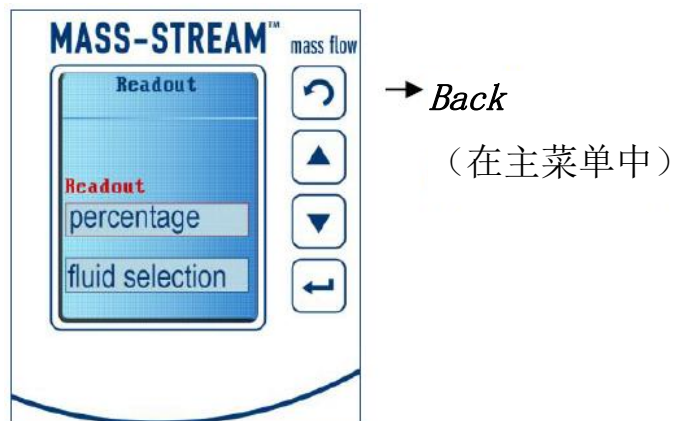 MASS-STREAM™ mass flow
Readout
→ Back
(在主菜单中)
Readout
percentage
fluid selection